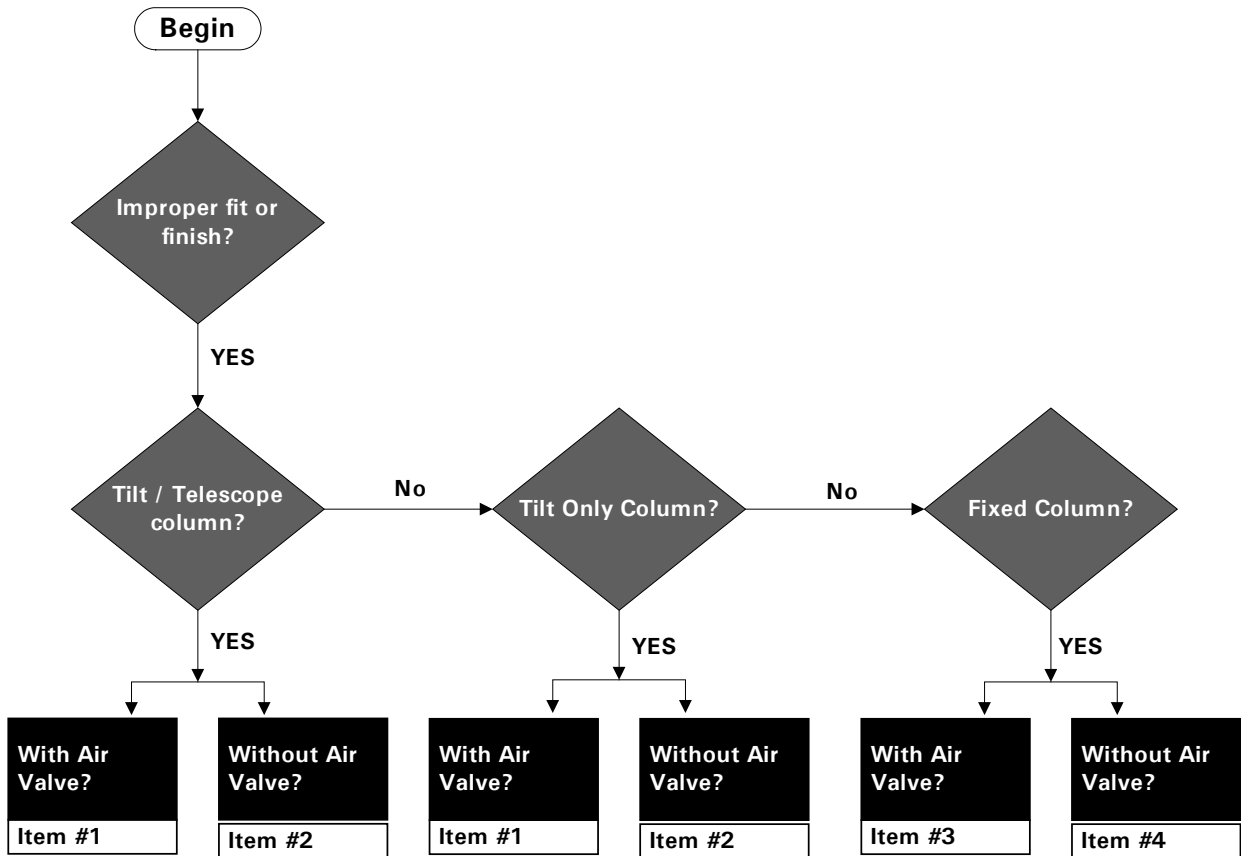 Begin
Improper fit or
finish?
YES
Tilt / Telescope
column?
No
Tilt Only Column?
No
Fixed Column?
YES
YES
YES
With Air
Valve?
Item #1
Without Air
Valve?
Item #2
With Air
Valve?
Item #1
Without Air
Valve?
Item #2
With Air
Valve?
Item #3
Without Air
Valve?
Item #4